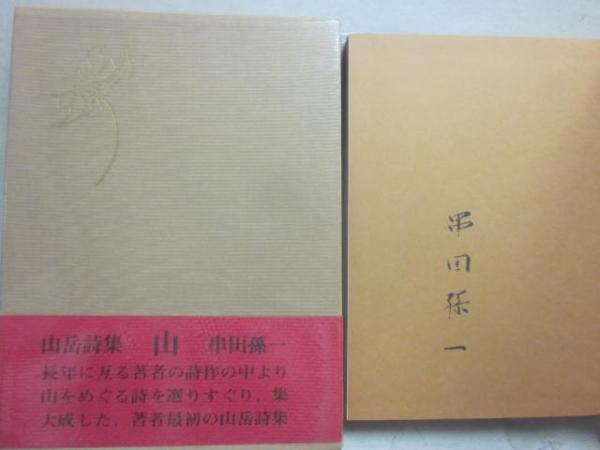 山岳詩集 山 串田孫一
長年に亙る著者の詩作の中より
山をめぐる詩を選りすぐり，集
大成した，著者最初の山岳詩集
串田孫一